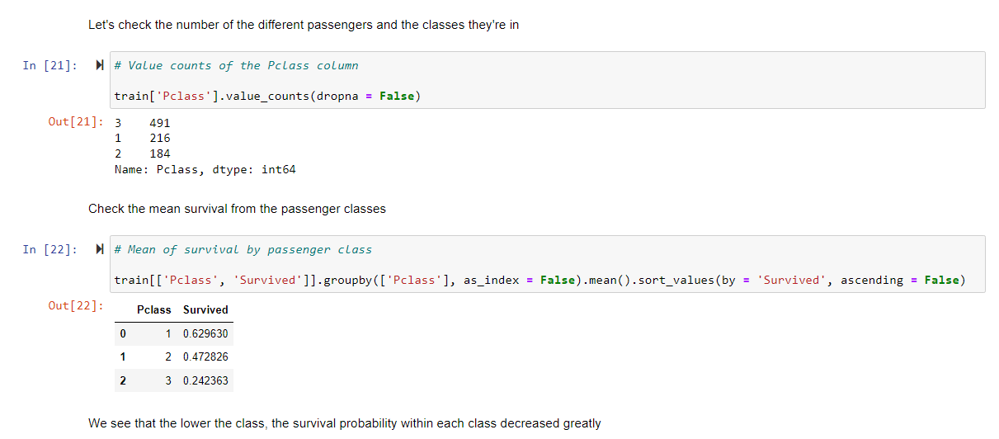 Let's check the number of the different passengers and the classes they're in
In [21]: # Value counts of the Pclass column
train['Pclass'].value_counts(dropna = False)
Out[21]: 3 491
1 216
2 184
Name: Pclass, dtype: int64
Check the mean survival from the passenger classes
In [22]: # Mean of survival by passenger class
train[['Pclass', 'Survived']].groupby(['Pclass'], as_index = False).mean().sort_values(by = 'Survived', ascending = False)
Out[22]:
Pclass Survived
0 1 0.629630
1 2 0.472826
2 3 0.242363
We see that the lower the class, the survival probability within each class decreased greatly